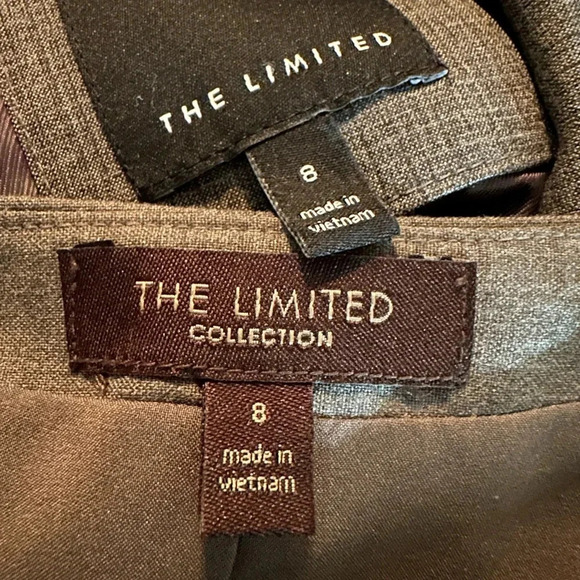 THE LIMITED
8
made in
vietnam
THE LIMITED
COLLECTION
8
made in
vietnam